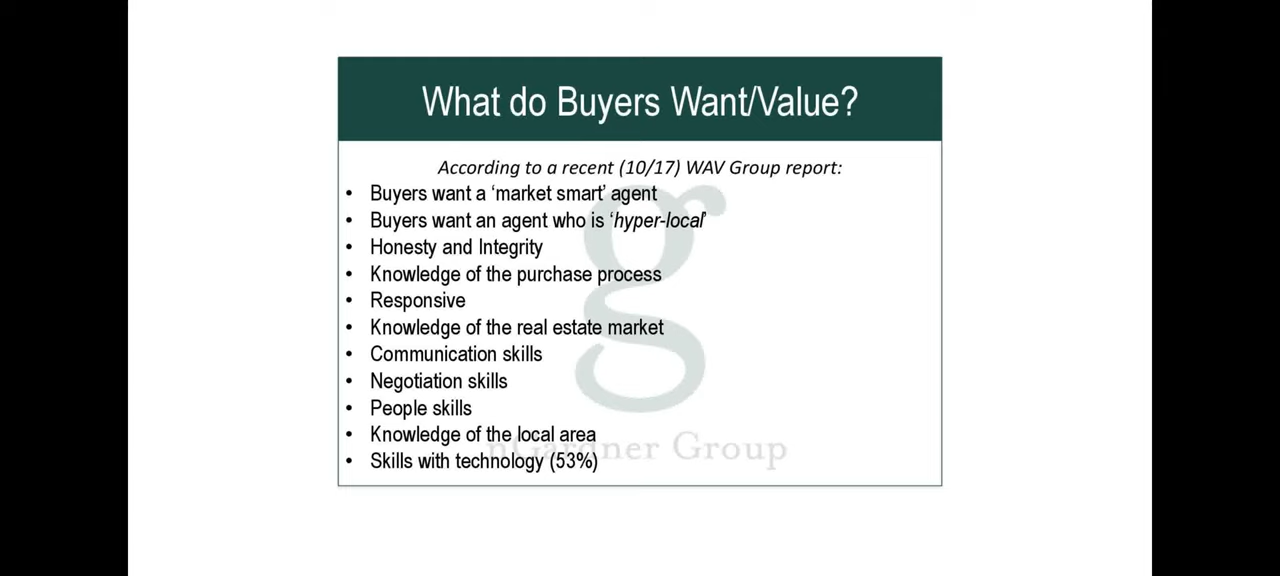 What do Buyers Want/Value?
According to a recent (10/17) WAV Group report:
• Buyers want a ‘market smart’ agent
• Buyers want an agent who is ‘hyper-local’
• Honesty and Integrity
• Knowledge of the purchase process
• Responsive
• Knowledge of the real estate market
• Communication skills
• Negotiation skills
• People skills
• Knowledge of the local area
• Skills with technology (53%)
g
nGardner Group